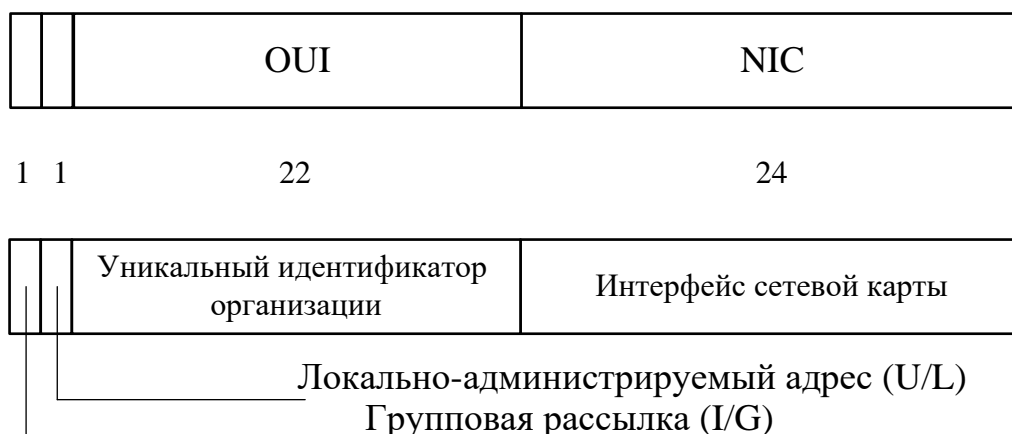 OUI NIC
1 1 22 24
Уникальный идентификатор
организации
Интерфейс сетевой карты
Локально-администрируемый адрес (U/L)
Групповая рассылка (I/G)